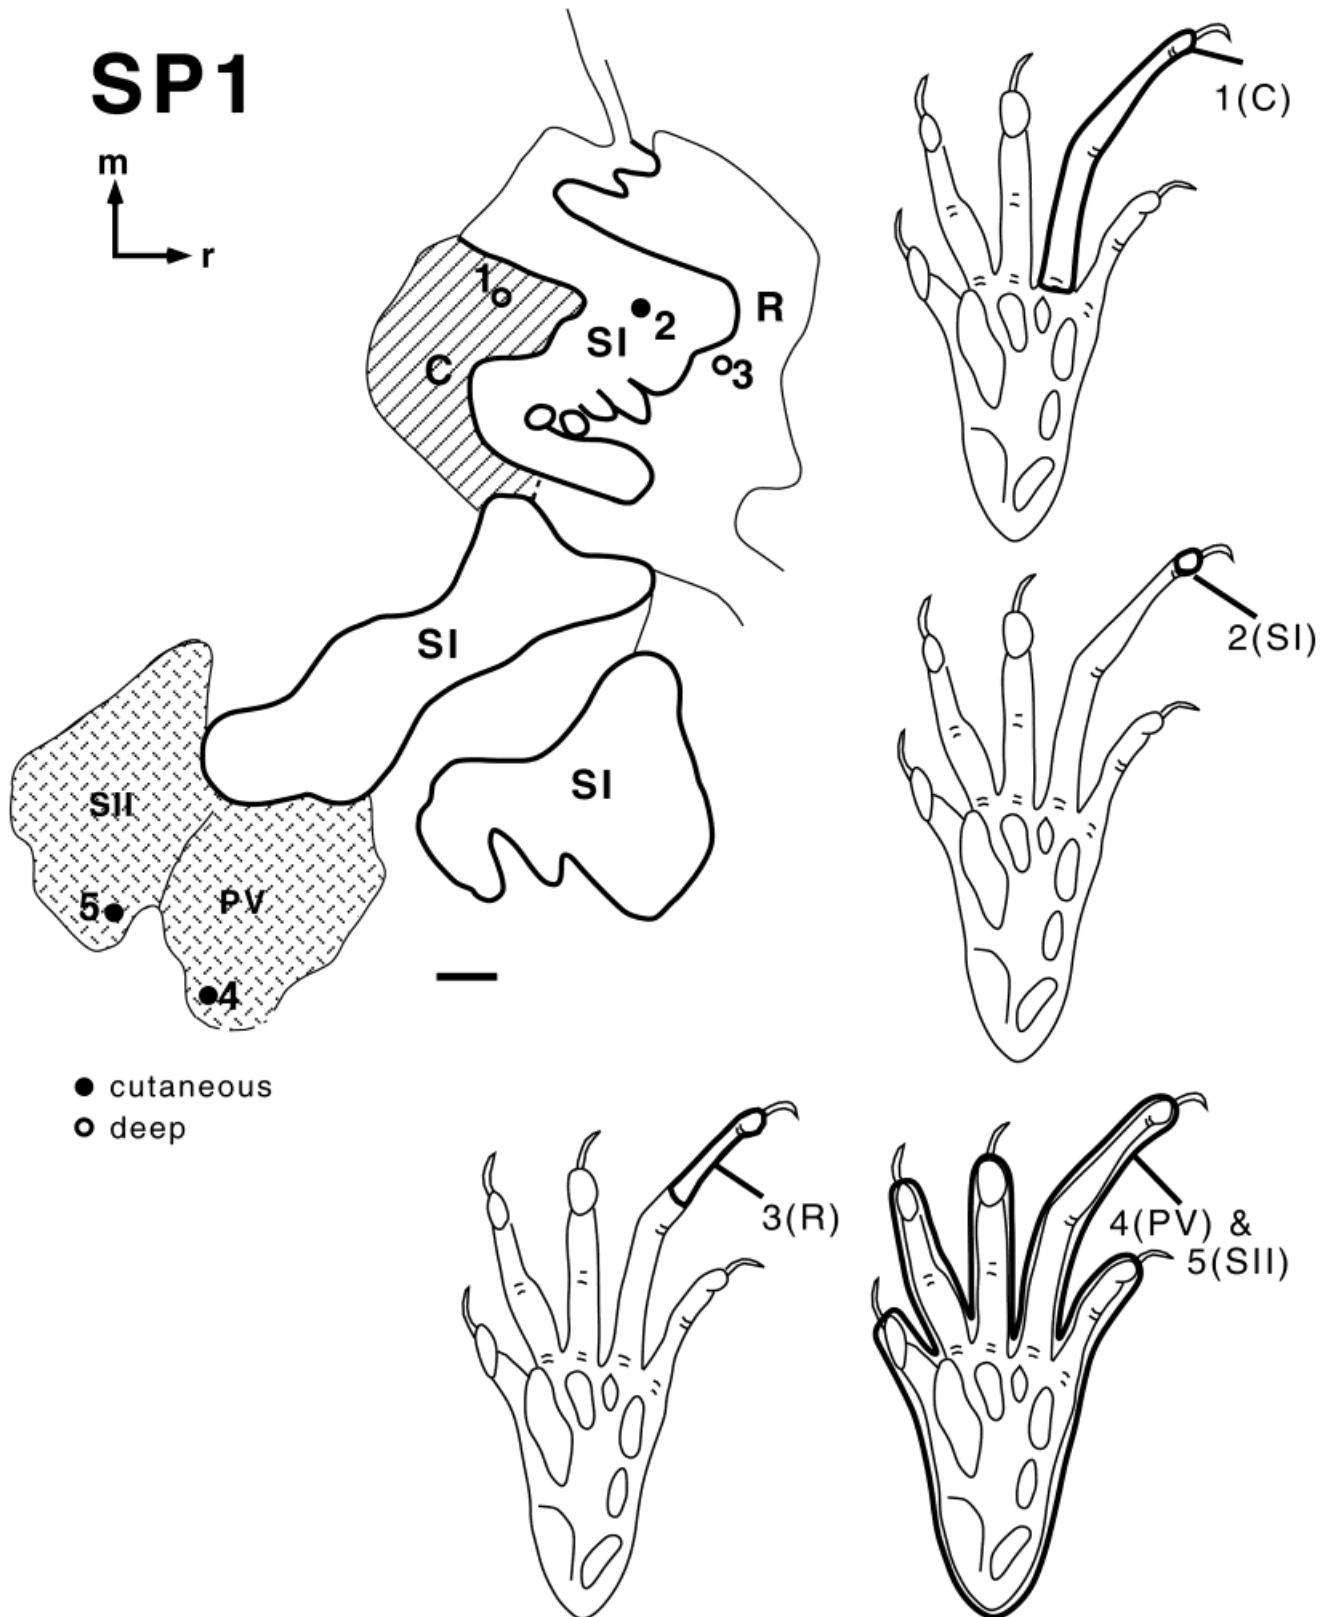 SP1
m
r
1
C
SI
2
R
3
SI
SI
SII
PV
5
4
cutaneous
deep
1(C)
2(SI)
3(R)
4(PV) &
5(SII)